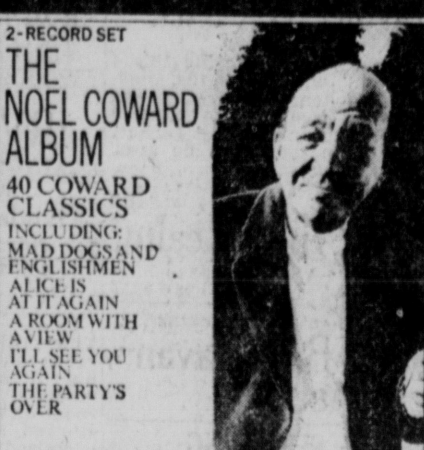 2-RECORD SET
THE
NOEL COWARD
ALBUM
40 COWARD
CLASSICS
INCLUDING:
MAD DOGS AND
ENGLISHMEN
ALICE IS
AT IT AGAIN
A ROOM WITH
A VIEW
I'LL SEE YOU
AGAIN
THE PARTY'S
OVER